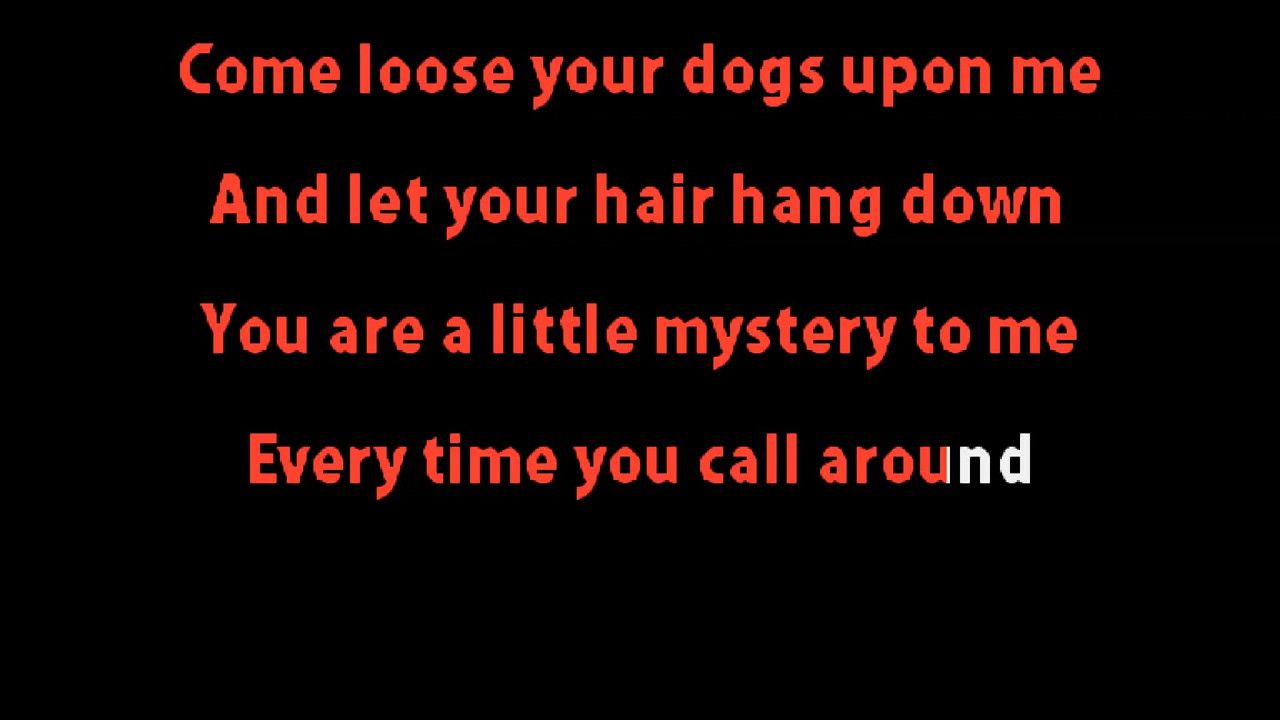 Come loose your dogs upon me
And let your hair hang down
You are a little mystery to me
Every time you call around